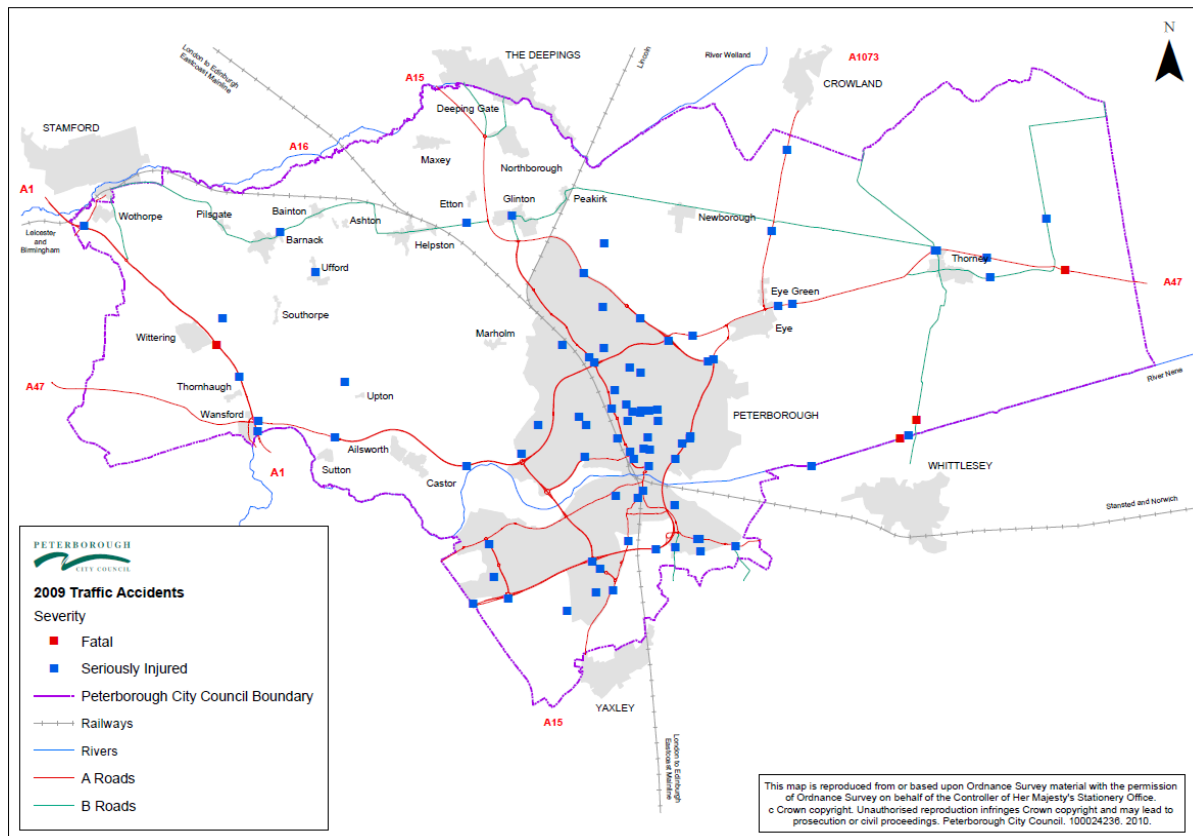 N
London to Edinburgh
Eastcoast Mainline
THE DEEPINGS
Lincoln
River Welland
A1073
CROWLAND
A15
Deeping Gate
STAMFORD
A16
Maxey
Northborough
A1
Wothorpe
Pilsgate
Bainton
Ashton
Etton
Glinton
Peakirk
Newborough
Leicester
and
Birmingham
Barnack
Helpston
Ufford
Thorney
A47
Southorpe
Eye Green
Eye
Wittering
Marholm
A47
Thornhaugh
Upton
River Nene
Wansford
PETERBOROUGH
Ailsworth
Sutton
Castor
A1
WHITTLESEY
Stansted and Norwich
YAXLEY
A15
London to Edinburgh
Eastcoast Mainline
PETERBOROUGH
CITY COUNCIL
2009 Traffic Accidents
Severity
Fatal
Seriously Injured
Peterborough City Council Boundary
Railways
Rivers
A Roads
B Roads
This map is reproduced from or based upon Ordnance Survey material with the permission
of Ordnance Survey on behalf of the Controller of Her Majesty's Stationery Office.
c Crown copyright. Unauthorised reproduction infringes Crown copyright and may lead to
prosecution or civil proceedings. Peterborough City Council. 100024236. 2010.